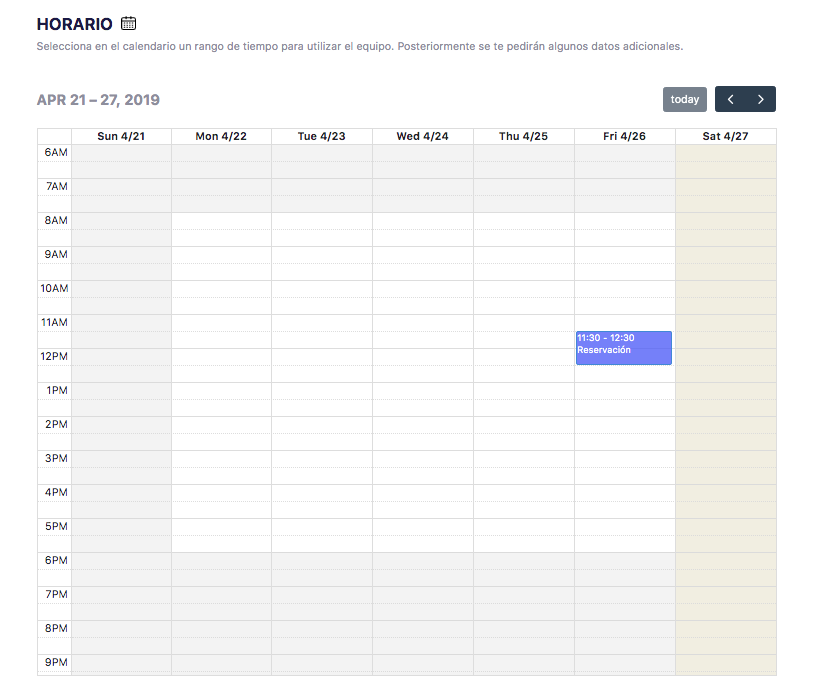 HORARIO
Selecciona en el calendario un rango de tiempo para utilizar el equipo. Posteriormente se te pedirán algunos datos adicionales.
APR 21 – 27, 2019
today
Sun 4/21 Mon 4/22 Tue 4/23 Wed 4/24 Thu 4/25 Fri 4/26 Sat 4/27
6AM
7AM
8AM
9AM
10AM
11AM
11:30 - 12:30
Reservación
12PM
1PM
2PM
3PM
4PM
5PM
6PM
7PM
8PM
9PM